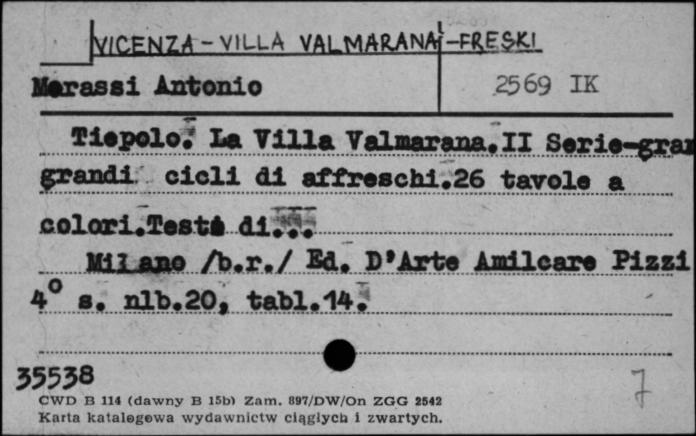 VICENZA-VILLA VALMARANA-FRESKI
Morassi Antonio
2569 IK
Tiepolo. La Villa Valmarana.II Serie-gran
grandi cicli di affreschi.26 tavole a
colori.Testo di...
Milano /b.r./ Ed. D'Arte Amilcare Pizzi
4° s. nlb.20, tabl.14.
35538
7
CWD B 114 (dawny B 15b) Zam. 897/DW/On ZGG 2542
Karta katalogowa wydawnictw ciągłych i zwartych.